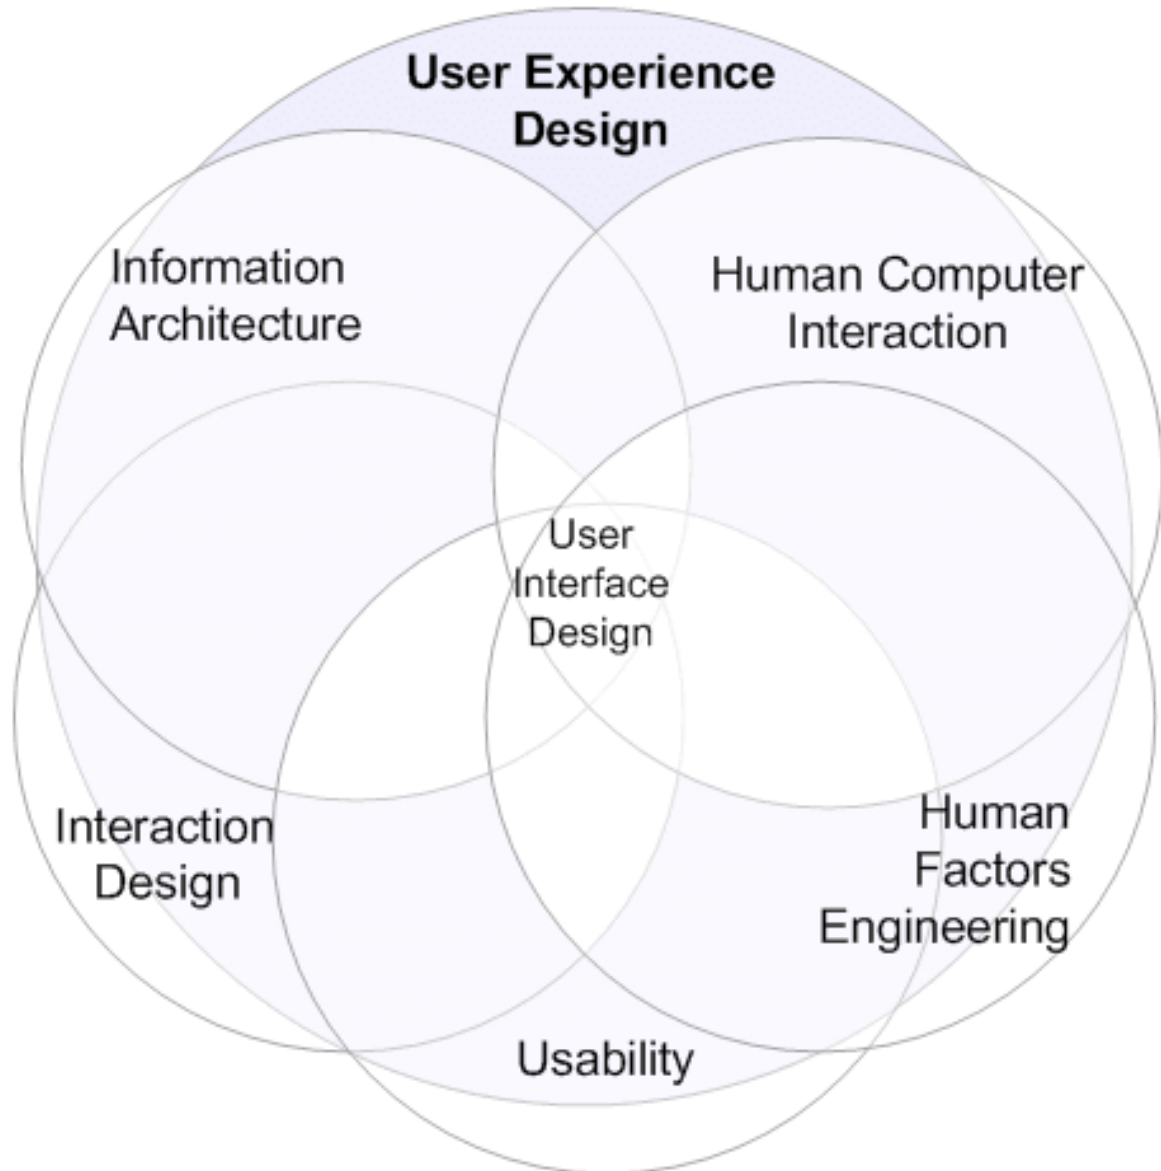 User Experience
Design
Information
Architecture
Human Computer
Interaction
User
Interface
Design
Interaction
Design
Human
Factors
Engineering
Usability